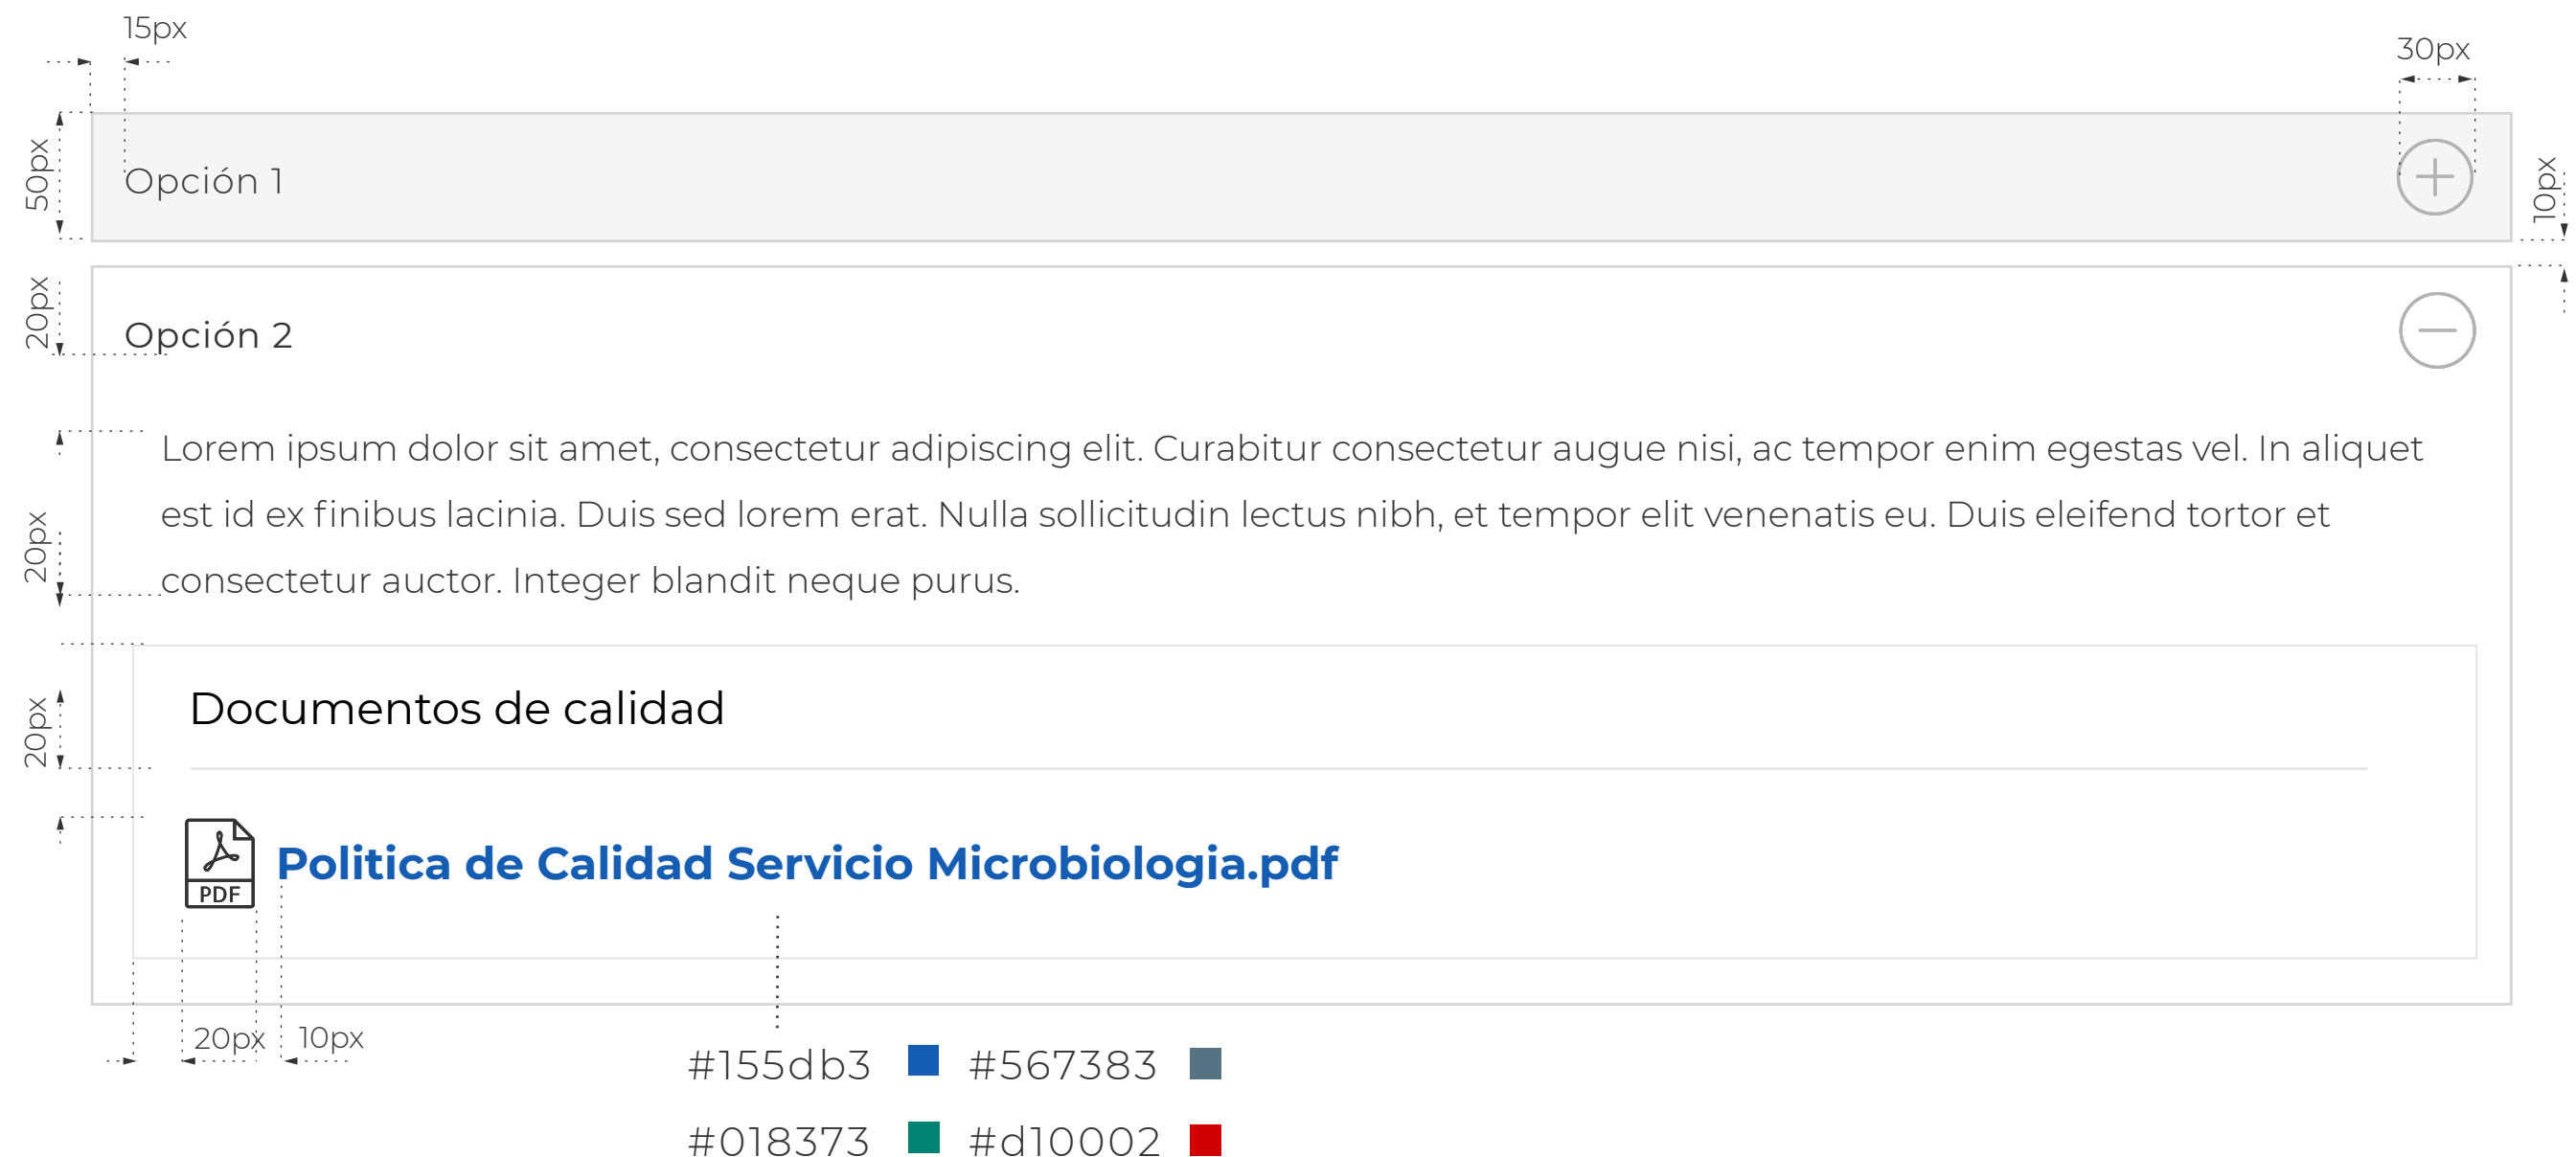 15px
30px
50px
Opción 1
10px
20px
Opción 2
Lorem ipsum dolor sit amet, consectetur adipiscing elit. Curabitur consectetur augue nisi, ac tempor enim egestas vel. In aliquet
est id ex finibus lacinia. Duis sed lorem erat. Nulla sollicitudin lectus nibh, et tempor elit venenatis eu. Duis eleifend tortor et
20px
consectetur auctor. Integer blandit neque purus.
Documentos de calidad
20px
PDF
Politica de Calidad Servicio Microbiologia.pdf
20px
10px
#155db3
#567383
#018373
#d10002